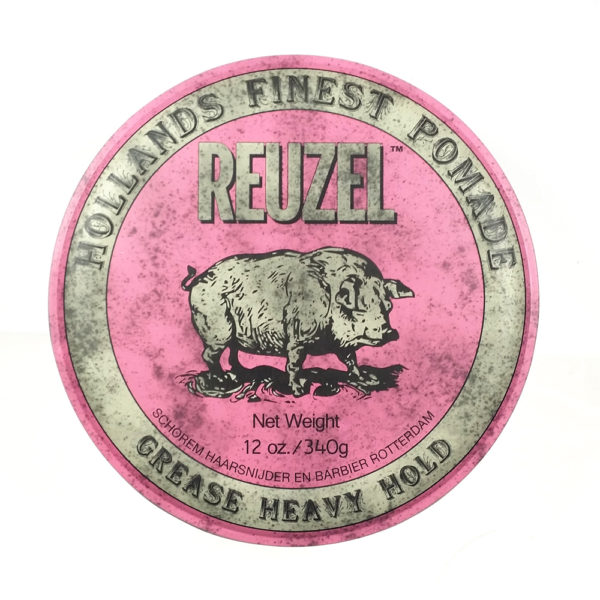 HOLLANDS FINEST POMADE
REUZEL™
Net Weight
12 oz./340g
SCHOREM HAARSNIJDER EN BARBIER ROTTERDAM
GREASE HEAVY HOLD